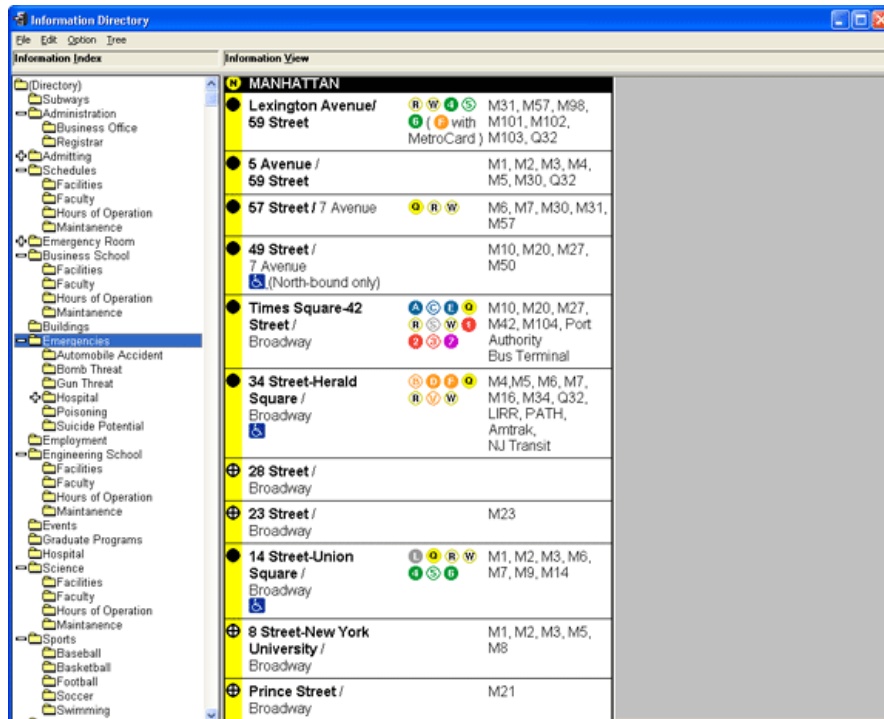 Information Directory
File Edit Option Tree
Information Index
Information View
(Directory)
Subways
Administration
Business Office
Registrar
Admitting
Schedules
Facilities
Faculty
Hours of Operation
Maintanence
Emergency Room
Business School
Facilities
Faculty
Hours of Operation
Maintanence
Buildings
Emergencies
Automobile Accident
Bomb Threat
Gun Threat
Hospital
Poisoning
Suicide Potential
Employment
Engineering School
Facilities
Faculty
Hours of Operation
Maintanence
Events
Graduate Programs
Hospital
Science
Facilities
Faculty
Hours of Operation
Maintanence
Sports
Baseball
Basketball
Football
Soccer
Swimming
N MANHATTAN
Lexington Avenue/ R W 4 5 M31, M57, M98,
59 Street 6 ( F with M101, M102,
MetroCard ) M103, Q32
5 Avenue / M1, M2, M3, M4,
59 Street M5, M30, Q32
57 Street / 7 Avenue Q R W M6, M7, M30, M31,
M57
49 Street / M10, M20, M27,
7 Avenue M50
(North-bound only)
Times Square-42 A C E Q M10, M20, M27,
Street / R S W 1 M42, M104, Port
Broadway 2 3 7 Authority
Bus Terminal
34 Street-Herald B D F Q M4,M5, M6, M7,
Square / R V W M16, M34, Q32,
Broadway LIRR, PATH,
Amtrak,
NJ Transit
28 Street /
Broadway
23 Street / M23
Broadway
14 Street-Union L Q R W M1, M2, M3, M6,
Square / 4 5 6 M7, M9, M14
Broadway
8 Street-New York M1, M2, M3, M5,
University / M8
Broadway
Prince Street / M21
Broadway